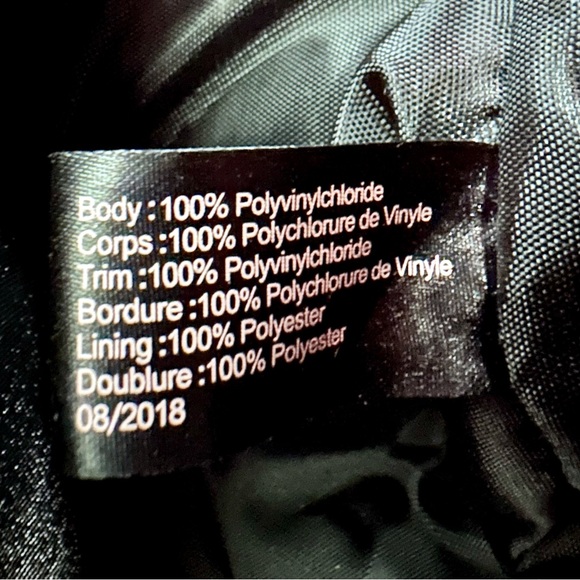 Body :100% Polyvinylchloride
Corps :100% Polychlorure de Vinyle
Trim :100% Polyvinylchloride
Bordure :100% Polychlorure de Vinyle
Lining :100% Polyester
Doublure :100% Polyester
08/2018